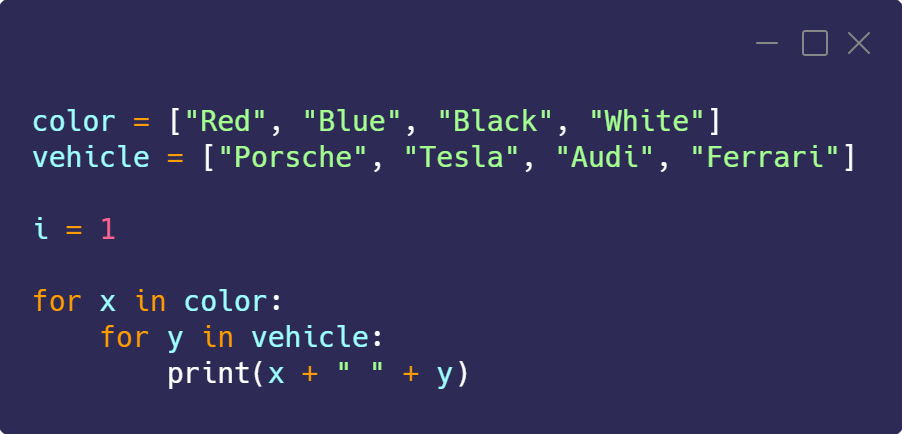 color = ["Red", "Blue", "Black", "White"]
vehicle = ["Porsche", "Tesla", "Audi", "Ferrari"]
i = 1
for x in color:
    for y in vehicle:
        print(x + " " + y)